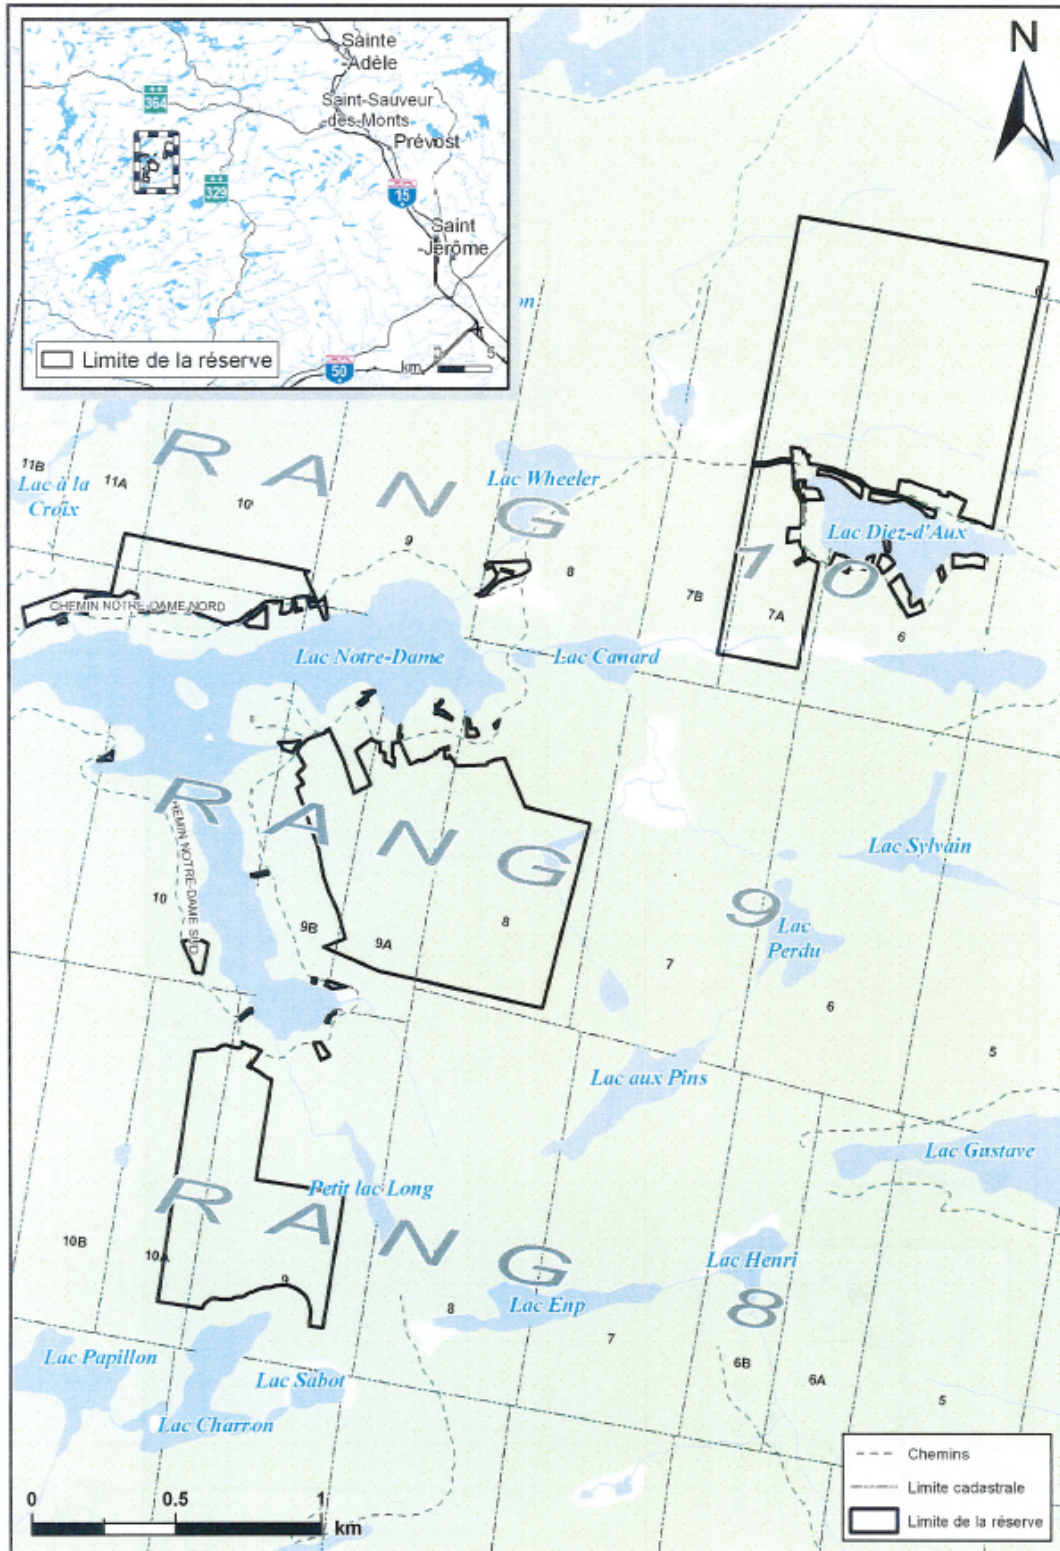 Sainte
-Adèle
364
Saint-Sauveur
-des-Monts
Prévost
329
15
Saint
-Jérôme
Limite de la réserve
50
km
5
N
11B
Lac à la
Croix
11A
10
RANG 10
Lac Wheeler
9
8
Lac Diez-d'Aux
7B
7A
6
CHEMIN NOTRE-DAME NORD
Lac Notre-Dame
Lac Canard
RANG 9
CHEMIN NOTRE-DAME SUD
10
9B
9A
8
Lac Sylvain
Lac
Perdu
7
6
5
Lac aux Pins
Lac Gustave
Petit lac Long
RANG 8
10B
10A
9
8
Lac Enp
Lac Henri
7
6B
6A
5
Lac Papillon
Lac Sabot
Lac Charron
0 0.5 1
km
Chemins
Limite cadastrale
Limite de la réserve